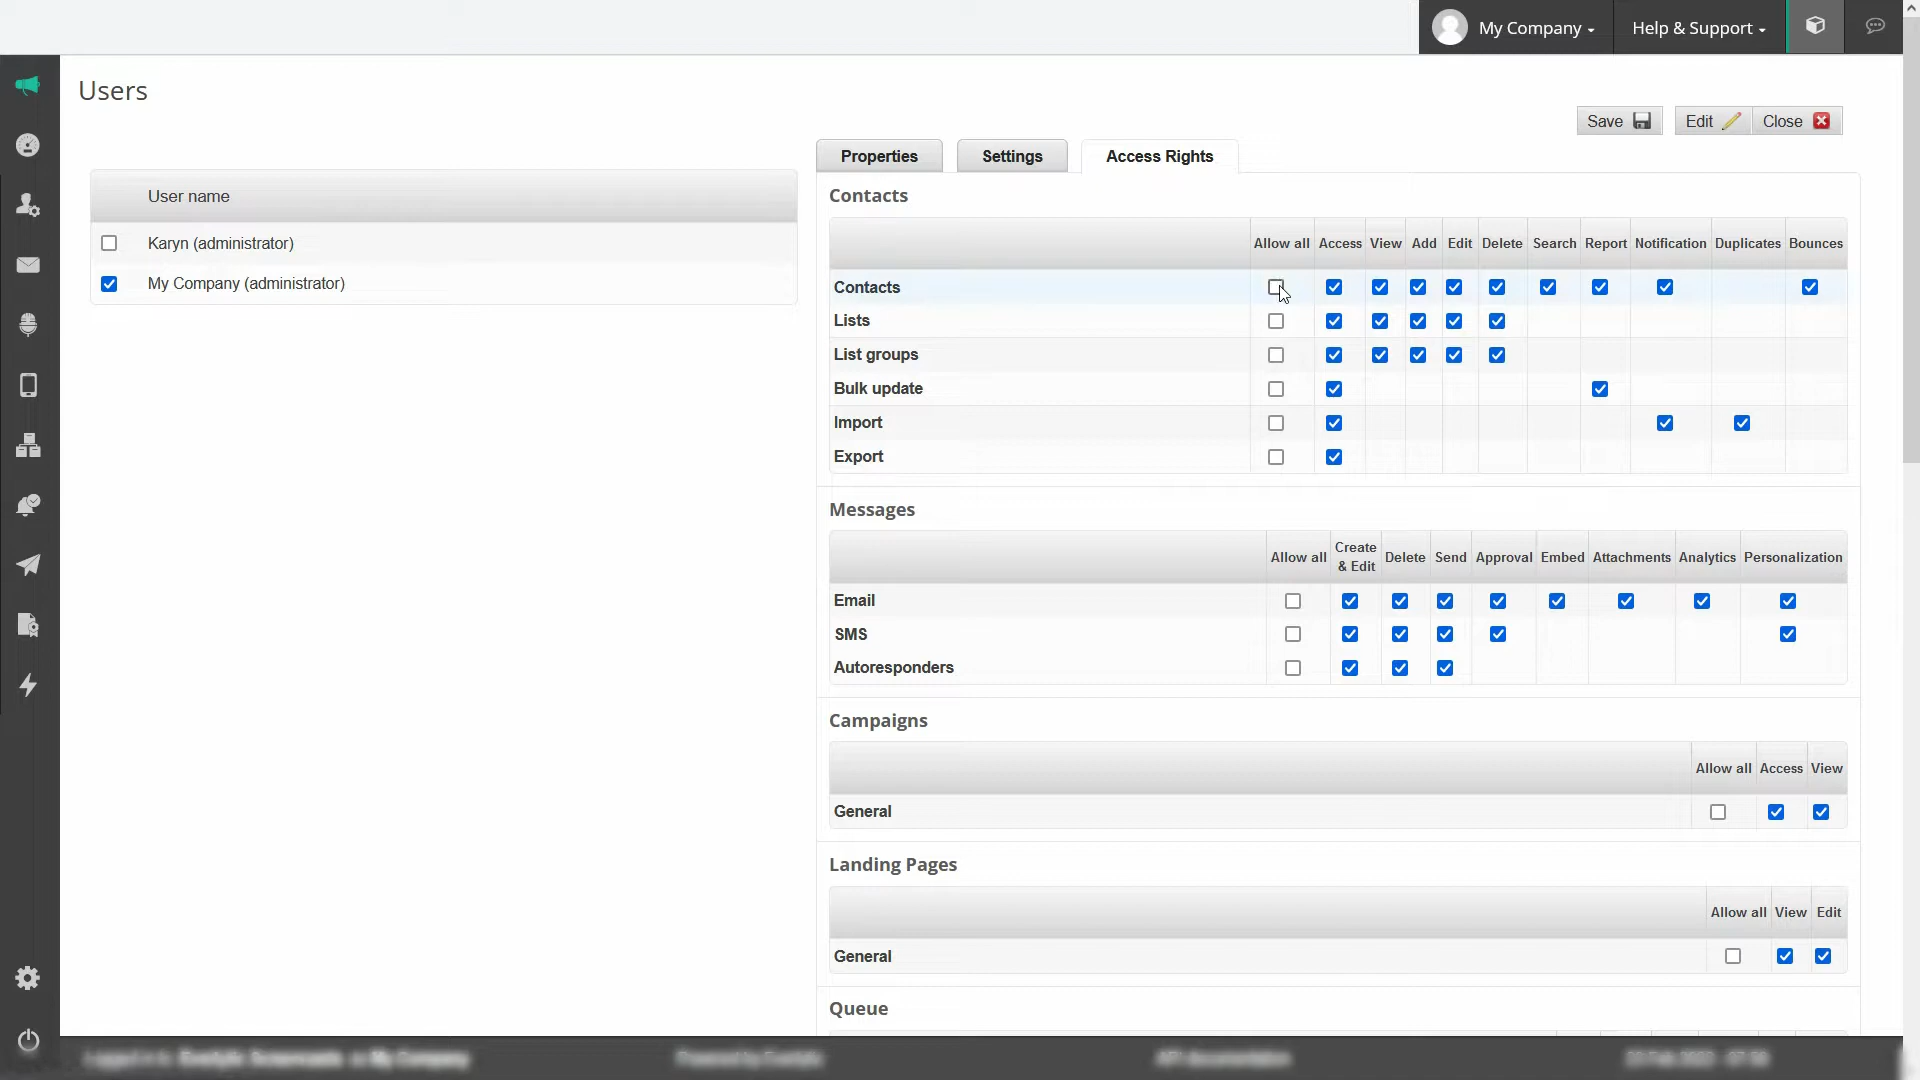 My Company
Help & Support
Users
Save
Edit
Close
Properties
Settings
Access Rights
User name
Karyn (administrator)
My Company (administrator)
Contacts
Allow all Access View Add Edit Delete Search Report Notification Duplicates Bounces
Contacts
Lists
List groups
Bulk update
Import
Export
Messages
Allow all Create & Edit Delete Send Approval Embed Attachments Analytics Personalization
Email
SMS
Autoresponders
Campaigns
Allow all Access View
General
Landing Pages
Allow all View Edit
General
Queue